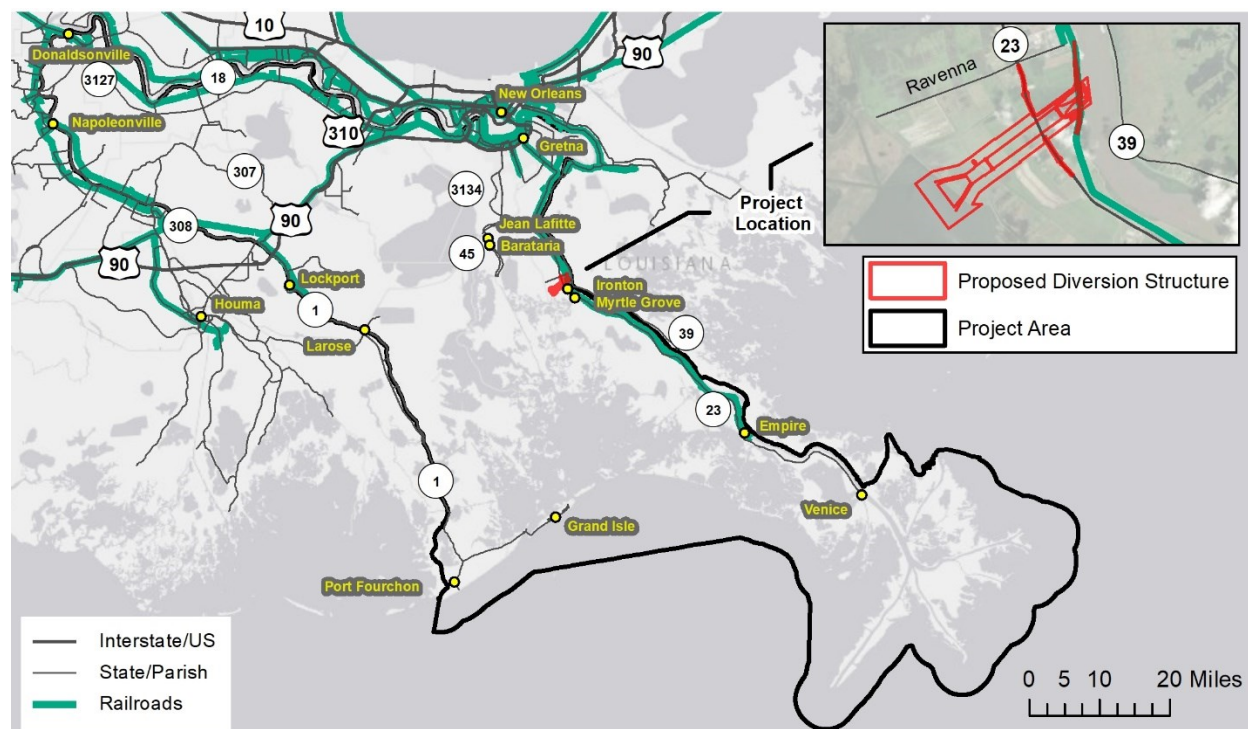 10
90
Donaldsonville
3127
18
New Orleans
Napoleonville
310
Gretna
307
3134
308
90
90
Jean Lafitte
45
Barataria
LOUISIANA
Project
Location
Lockport
Ironton
Myrtle Grove
Houma
1
Larose
39
23
Empire
1
Venice
Grand Isle
Port Fourchon
23
Ravenna
39
Proposed Diversion Structure
Project Area
Interstate/US
State/Parish
Railroads
0 5 10 20 Miles